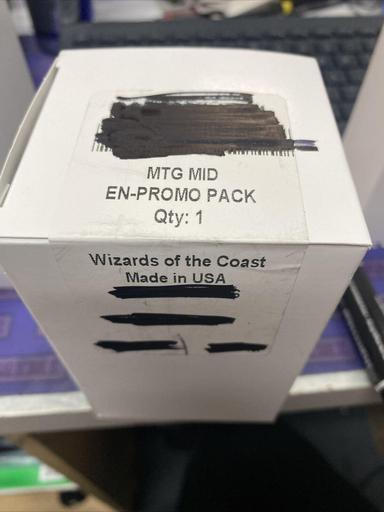 MTG MID
EN-PROMO PACK
Qty: 1
Wizards of the Coast
Made in USA